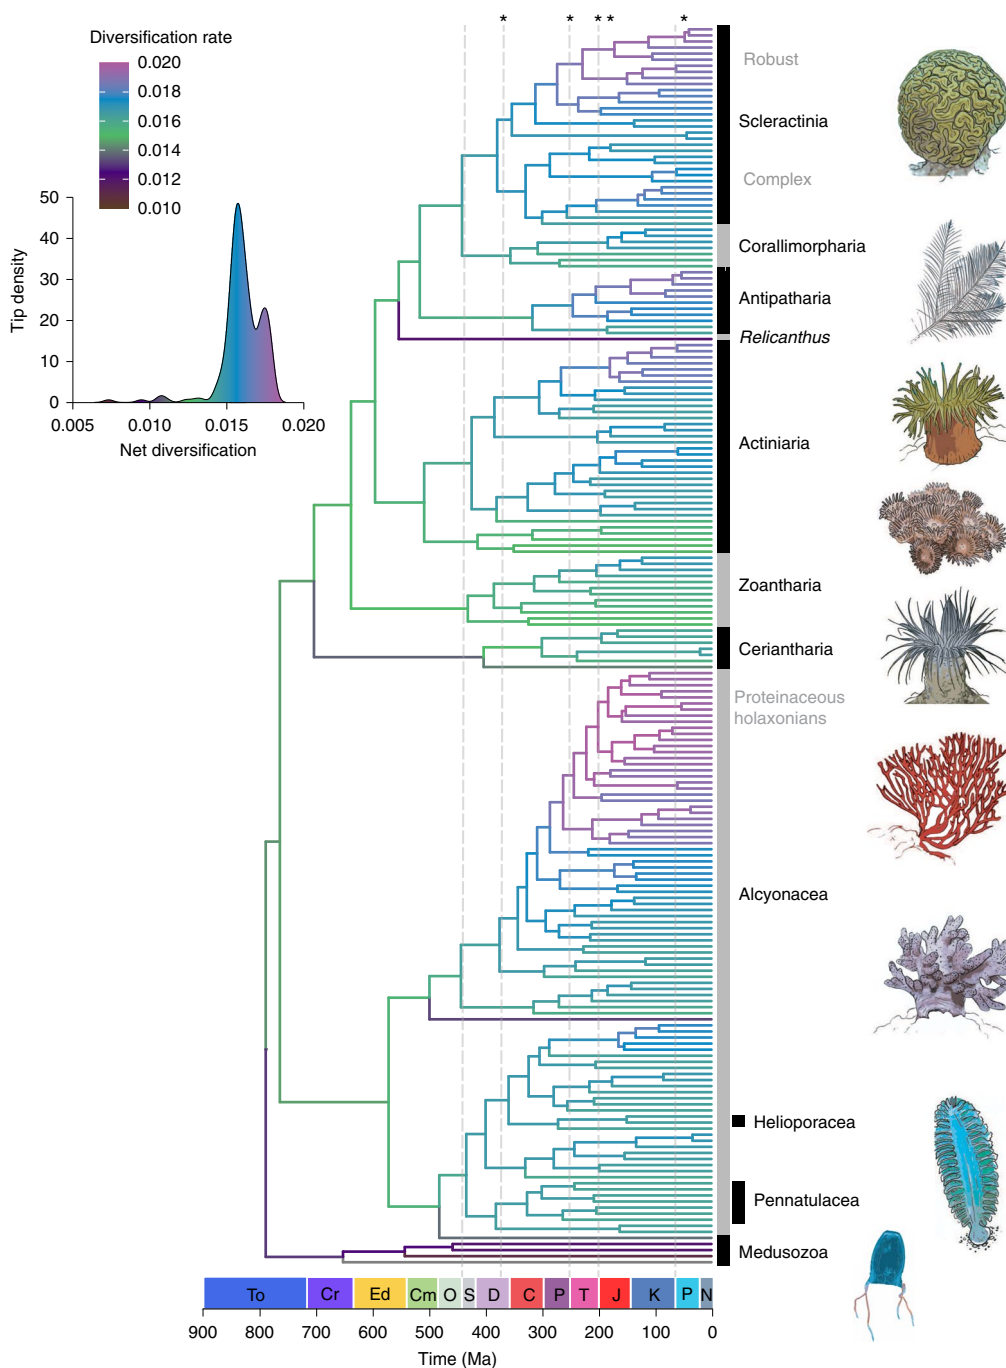 * * * * *
Diversification rate
0.020
0.018
0.016
0.014
0.012
0.010
50
40
30
20
10
0
Tip density
0.005 0.010 0.015 0.020
Net diversification
Robust
Scleractinia
Complex
Corallimorpharia
Antipatharia
Relicanthus
Actiniaria
Zoantharia
Ceriantharia
Proteinaceous
holaxonians
Alcyonacea
Helioporacea
Pennatulacea
Medusozoa
To Cr Ed Cm O S D C P T J K P N
900 800 700 600 500 400 300 200 100 0
Time (Ma)